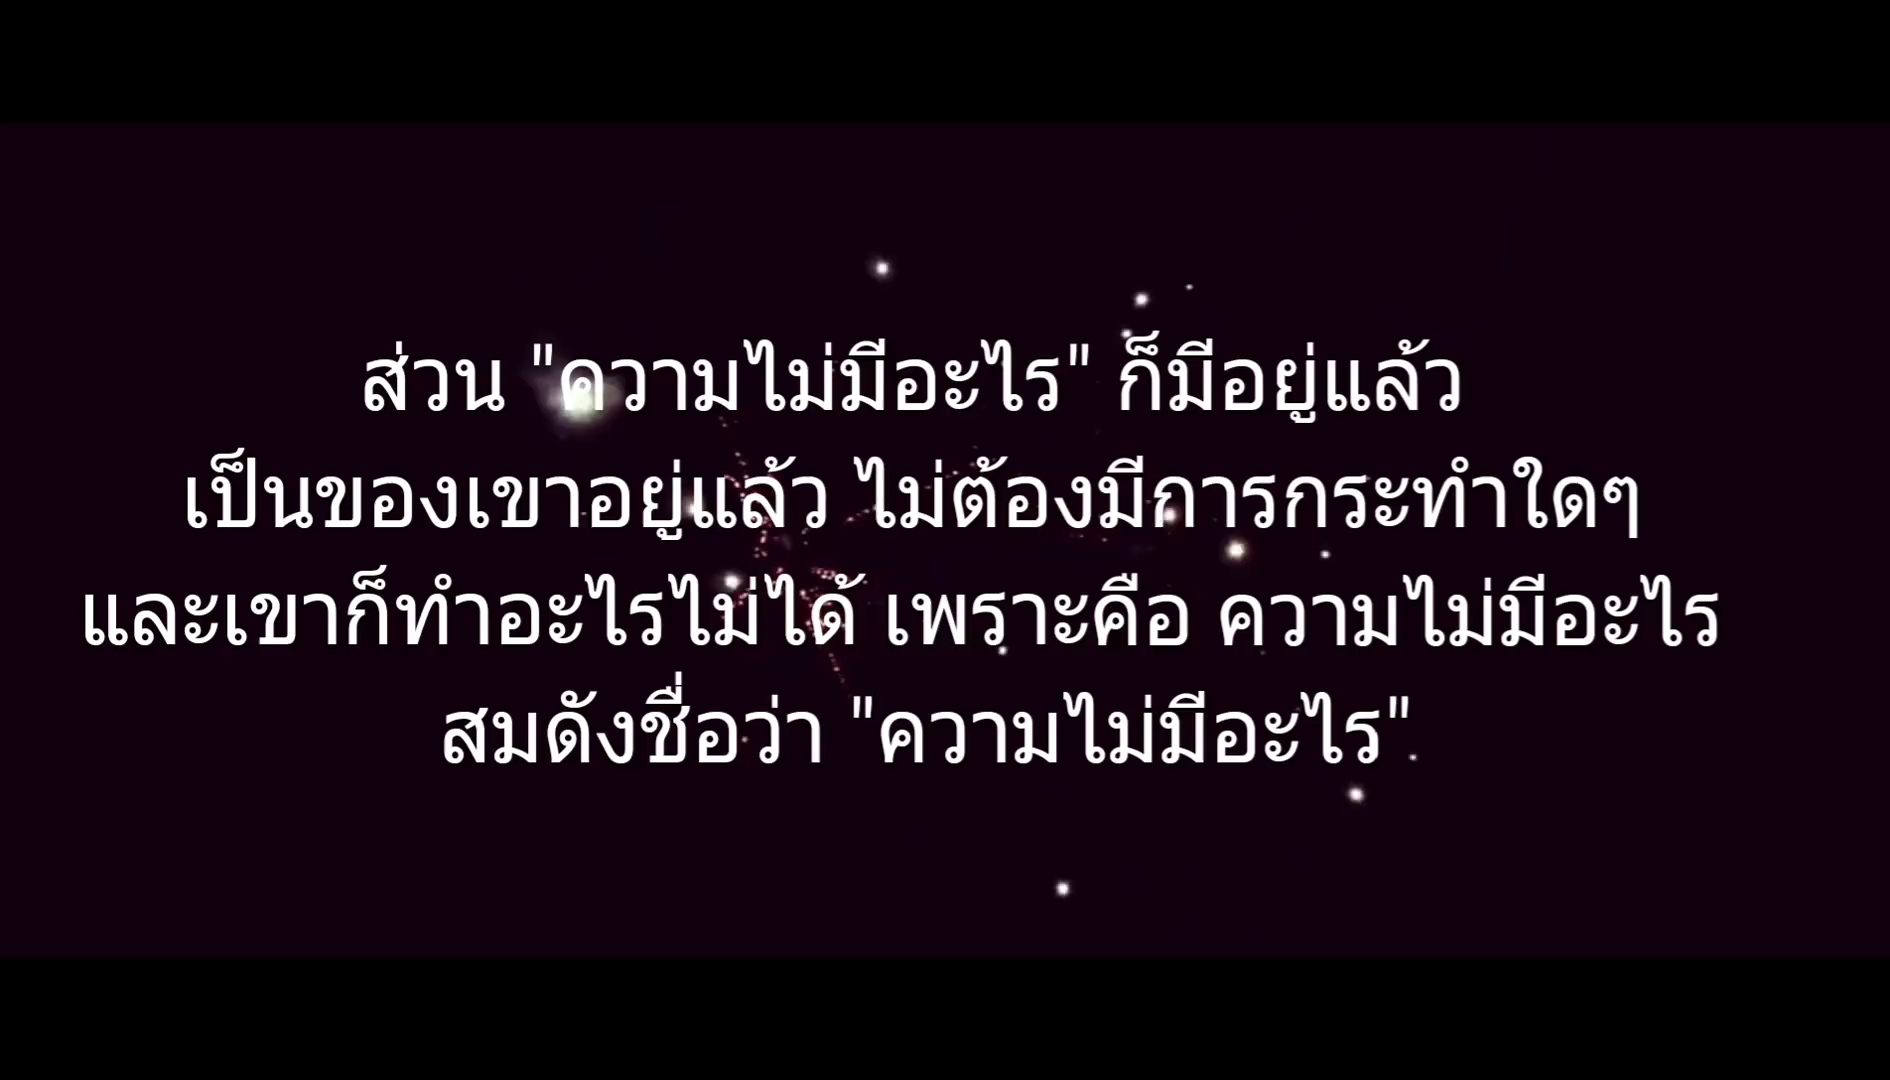 ส่วน "ความไม่มีอะไร" ก็มีอยู่แล้ว
เป็นของเขาอยู่แล้ว ไม่ต้องมีการกระทำใดๆ
และเขาก็ทำอะไรไม่ได้ เพราะคือ ความไม่มีอะไร
สมดังชื่อว่า "ความไม่มีอะไร"